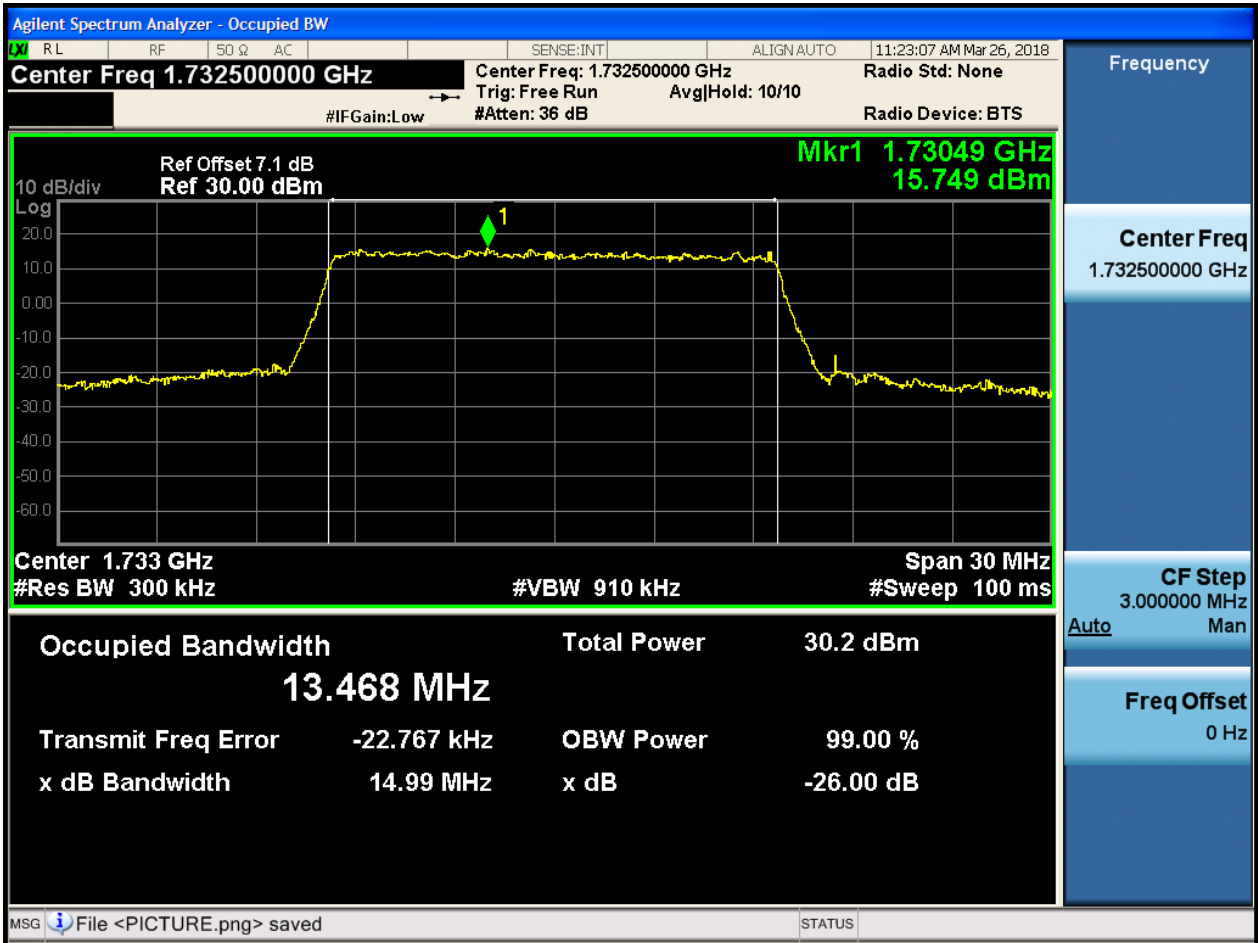 Agilent Spectrum Analyzer - Occupied BW
LXI RL RF 50 Ω AC SENSE:INT ALIGN AUTO 11:23:07 AM Mar 26, 2018
Center Freq 1.732500000 GHz
Center Freq: 1.732500000 GHz
Radio Std: None
Trig: Free Run Avg|Hold: 10/10
#IFGain:Low
#Atten: 36 dB
Radio Device: BTS
Ref Offset 7.1 dB
10 dB/div Ref 30.00 dBm
Mkr1 1.73049 GHz
15.749 dBm
Log
1
20.0
10.0
0.00
-10.0
-20.0
-30.0
-40.0
-50.0
-60.0
Center 1.733 GHz Span 30 MHz
#Res BW 300 kHz #VBW 910 kHz #Sweep 100 ms
Occupied Bandwidth Total Power 30.2 dBm
13.468 MHz
Transmit Freq Error -22.767 kHz OBW Power 99.00 %
x dB Bandwidth 14.99 MHz x dB -26.00 dB
Frequency
Center Freq
1.732500000 GHz
CF Step
3.000000 MHz
Auto Man
Freq Offset
0 Hz
MSG File <PICTURE.png> saved STATUS